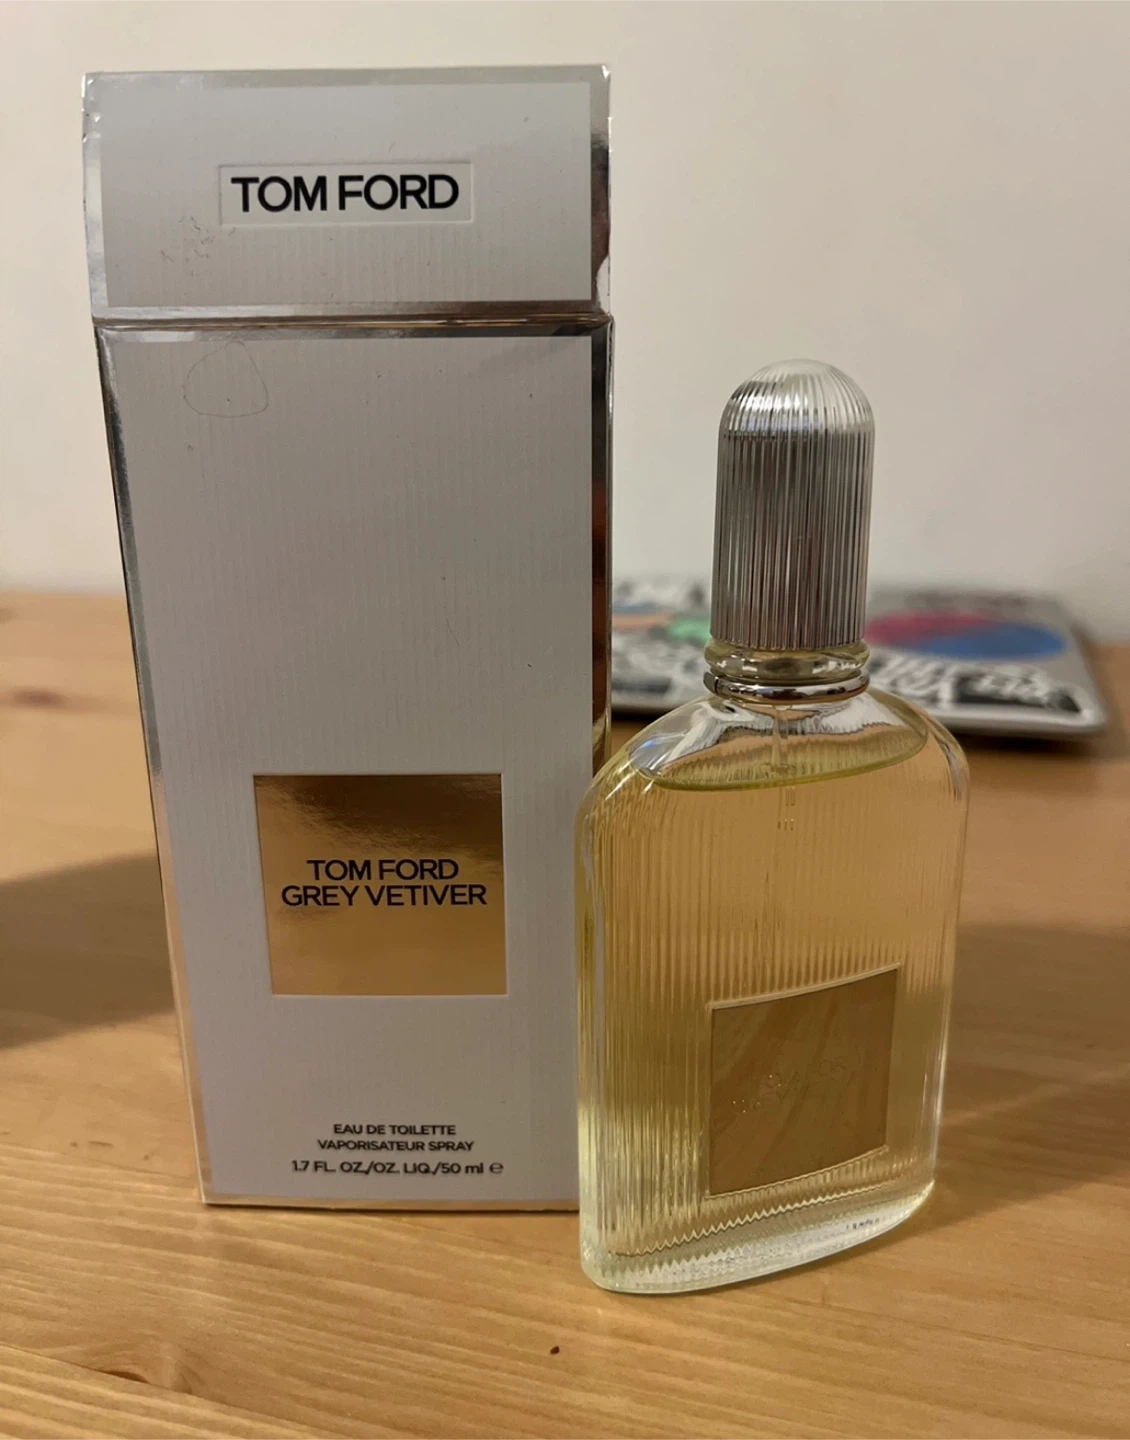 TOM FORD
TOM FORD
GREY VETIVER
EAU DE TOILETTE
VAPORISATEUR SPRAY
1.7 FL. OZ./OZ. LIQ./50 ml ℮